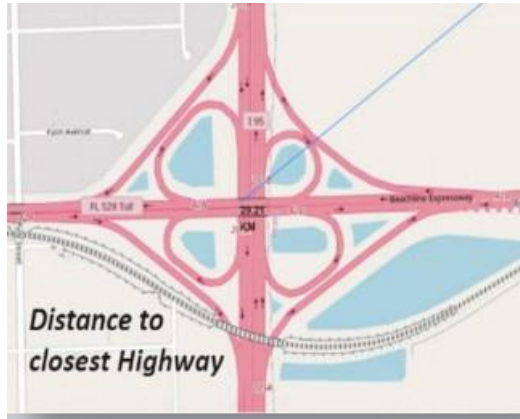 I 95
FL 528 Toll
Beachline Expressway
29.21
KM
Distance to
closest Highway